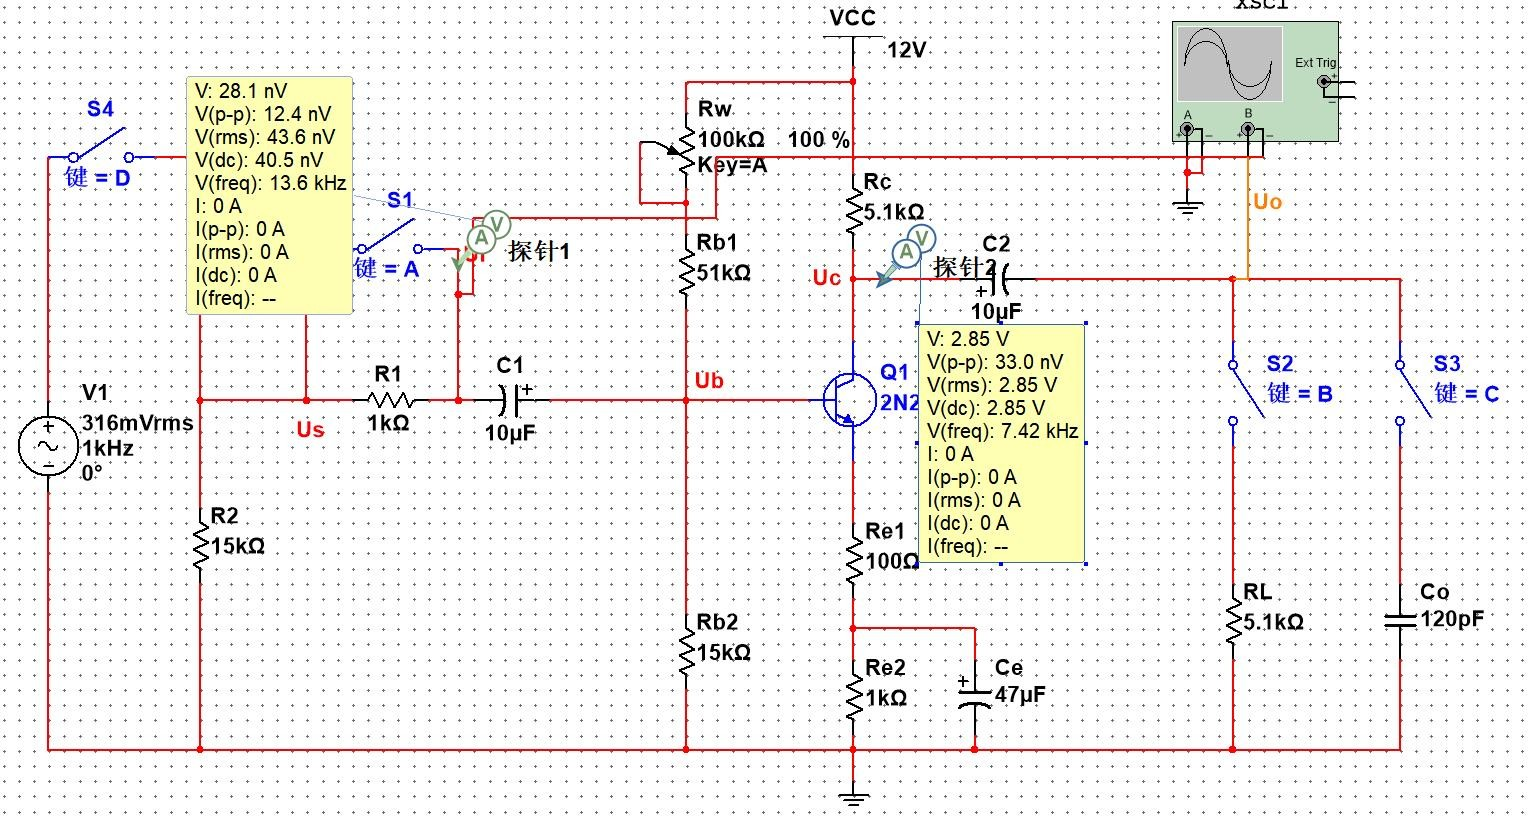 XSC1
VCC
12V
Ext Trig
A
B
S4
键 = D
V: 28.1 nV
V(p-p): 12.4 nV
V(rms): 43.6 nV
V(dc): 40.5 nV
V(freq): 13.6 kHz
I: 0 A
I(p-p): 0 A
I(rms): 0 A
I(dc): 0 A
I(freq): --
S1
键 = A
A
V
探针1
Rw
100kΩ
100 %
Key=A
Rc
5.1kΩ
Uo
Rb1
51kΩ
A
V
探针2
C2
10µF
Uc
V: 2.85 V
V(p-p): 33.0 nV
V(rms): 2.85 V
V(dc): 2.85 V
V(freq): 7.42 kHz
I: 0 A
I(p-p): 0 A
I(rms): 0 A
I(dc): 0 A
I(freq): --
V1
316mVrms
1kHz
0°
Us
R1
1kΩ
C1
10µF
Ub
Q1
2N2
S2
键 = B
S3
键 = C
R2
15kΩ
Re1
100Ω
Rb2
15kΩ
Re2
1kΩ
Ce
47µF
RL
5.1kΩ
Co
120pF